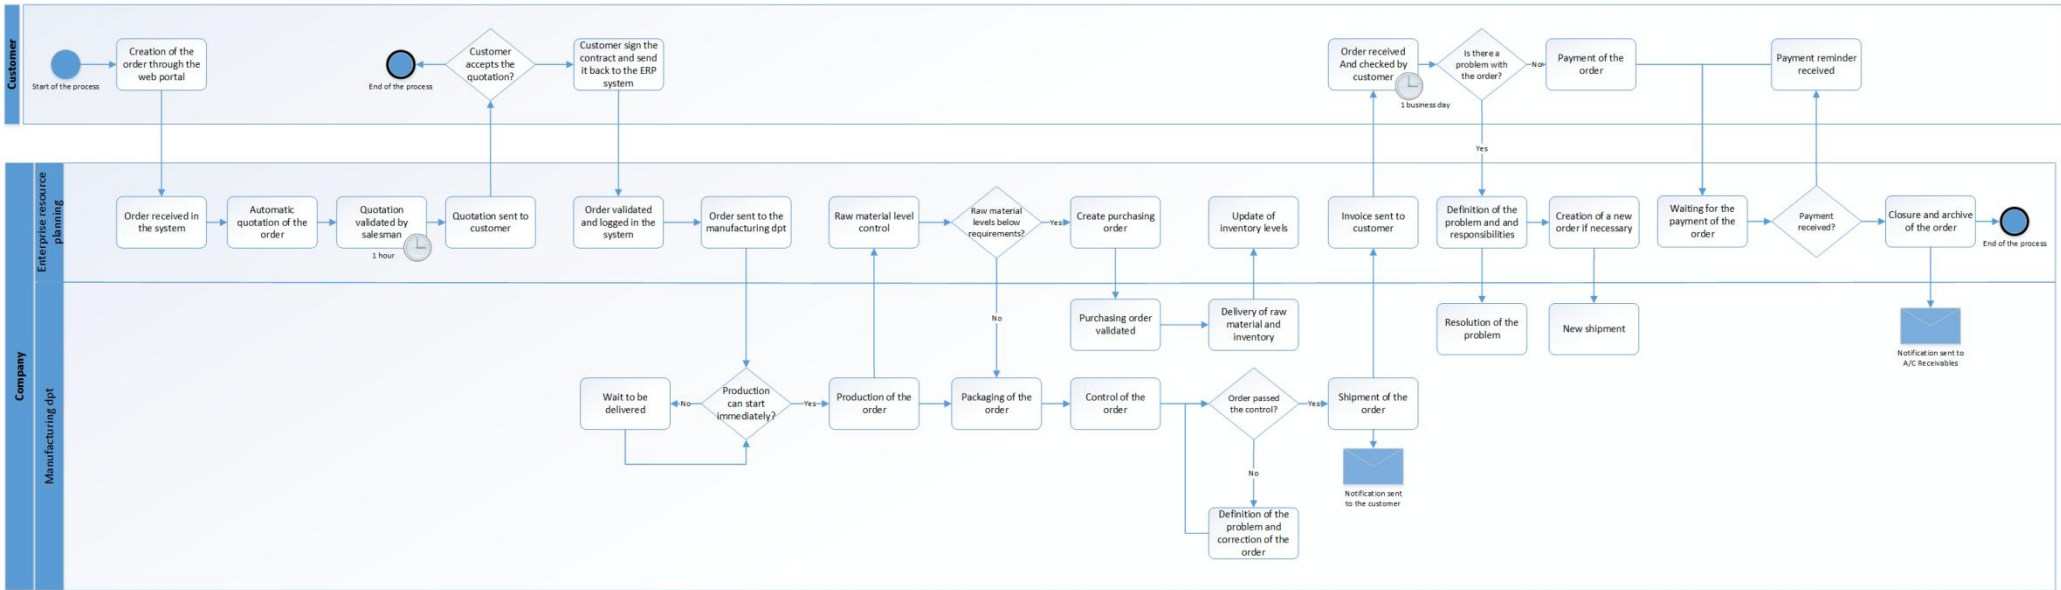 Customer
Start of the process
Creation of the
order through the
web portal
End of the process
Customer
accepts the
quotation?
Customer sign the
contract and send
it back to the ERP
system
Order received
And checked by
customer
1 business day
Is there a
problem with
the order?
No
Payment of the
order
Payment reminder
received
Yes
Company
Enterprise resource
planning
Order received in
the system
Automatic
quotation of the
order
Quotation
validated by
salesman
1 hour
Quotation sent to
customer
Order validated
and logged in the
system
Order sent to the
manufacturing dpt
Raw material level
control
Raw material
levels below
requirements?
Yes
No
Create purchasing
order
Update of
inventory levels
Invoice sent to
customer
Definition of the
problem and and
responsibilities
Creation of a new
order if necessary
Waiting for the
payment of the
order
Payment
received?
Closure and archive
of the order
End of the process
Manufacturing dpt
Purchasing order
validated
Delivery of raw
material and
inventory
Resolution of the
problem
New shipment
Notification sent to
A/C Receivables
Wait to be
delivered
No
Production
can start
immediately?
Yes
Production of the
order
Packaging of the
order
Control of the
order
Order passed
the control?
Yes
No
Shipment of the
order
Notification sent
to the customer
Definition of the
problem and
correction of the
order